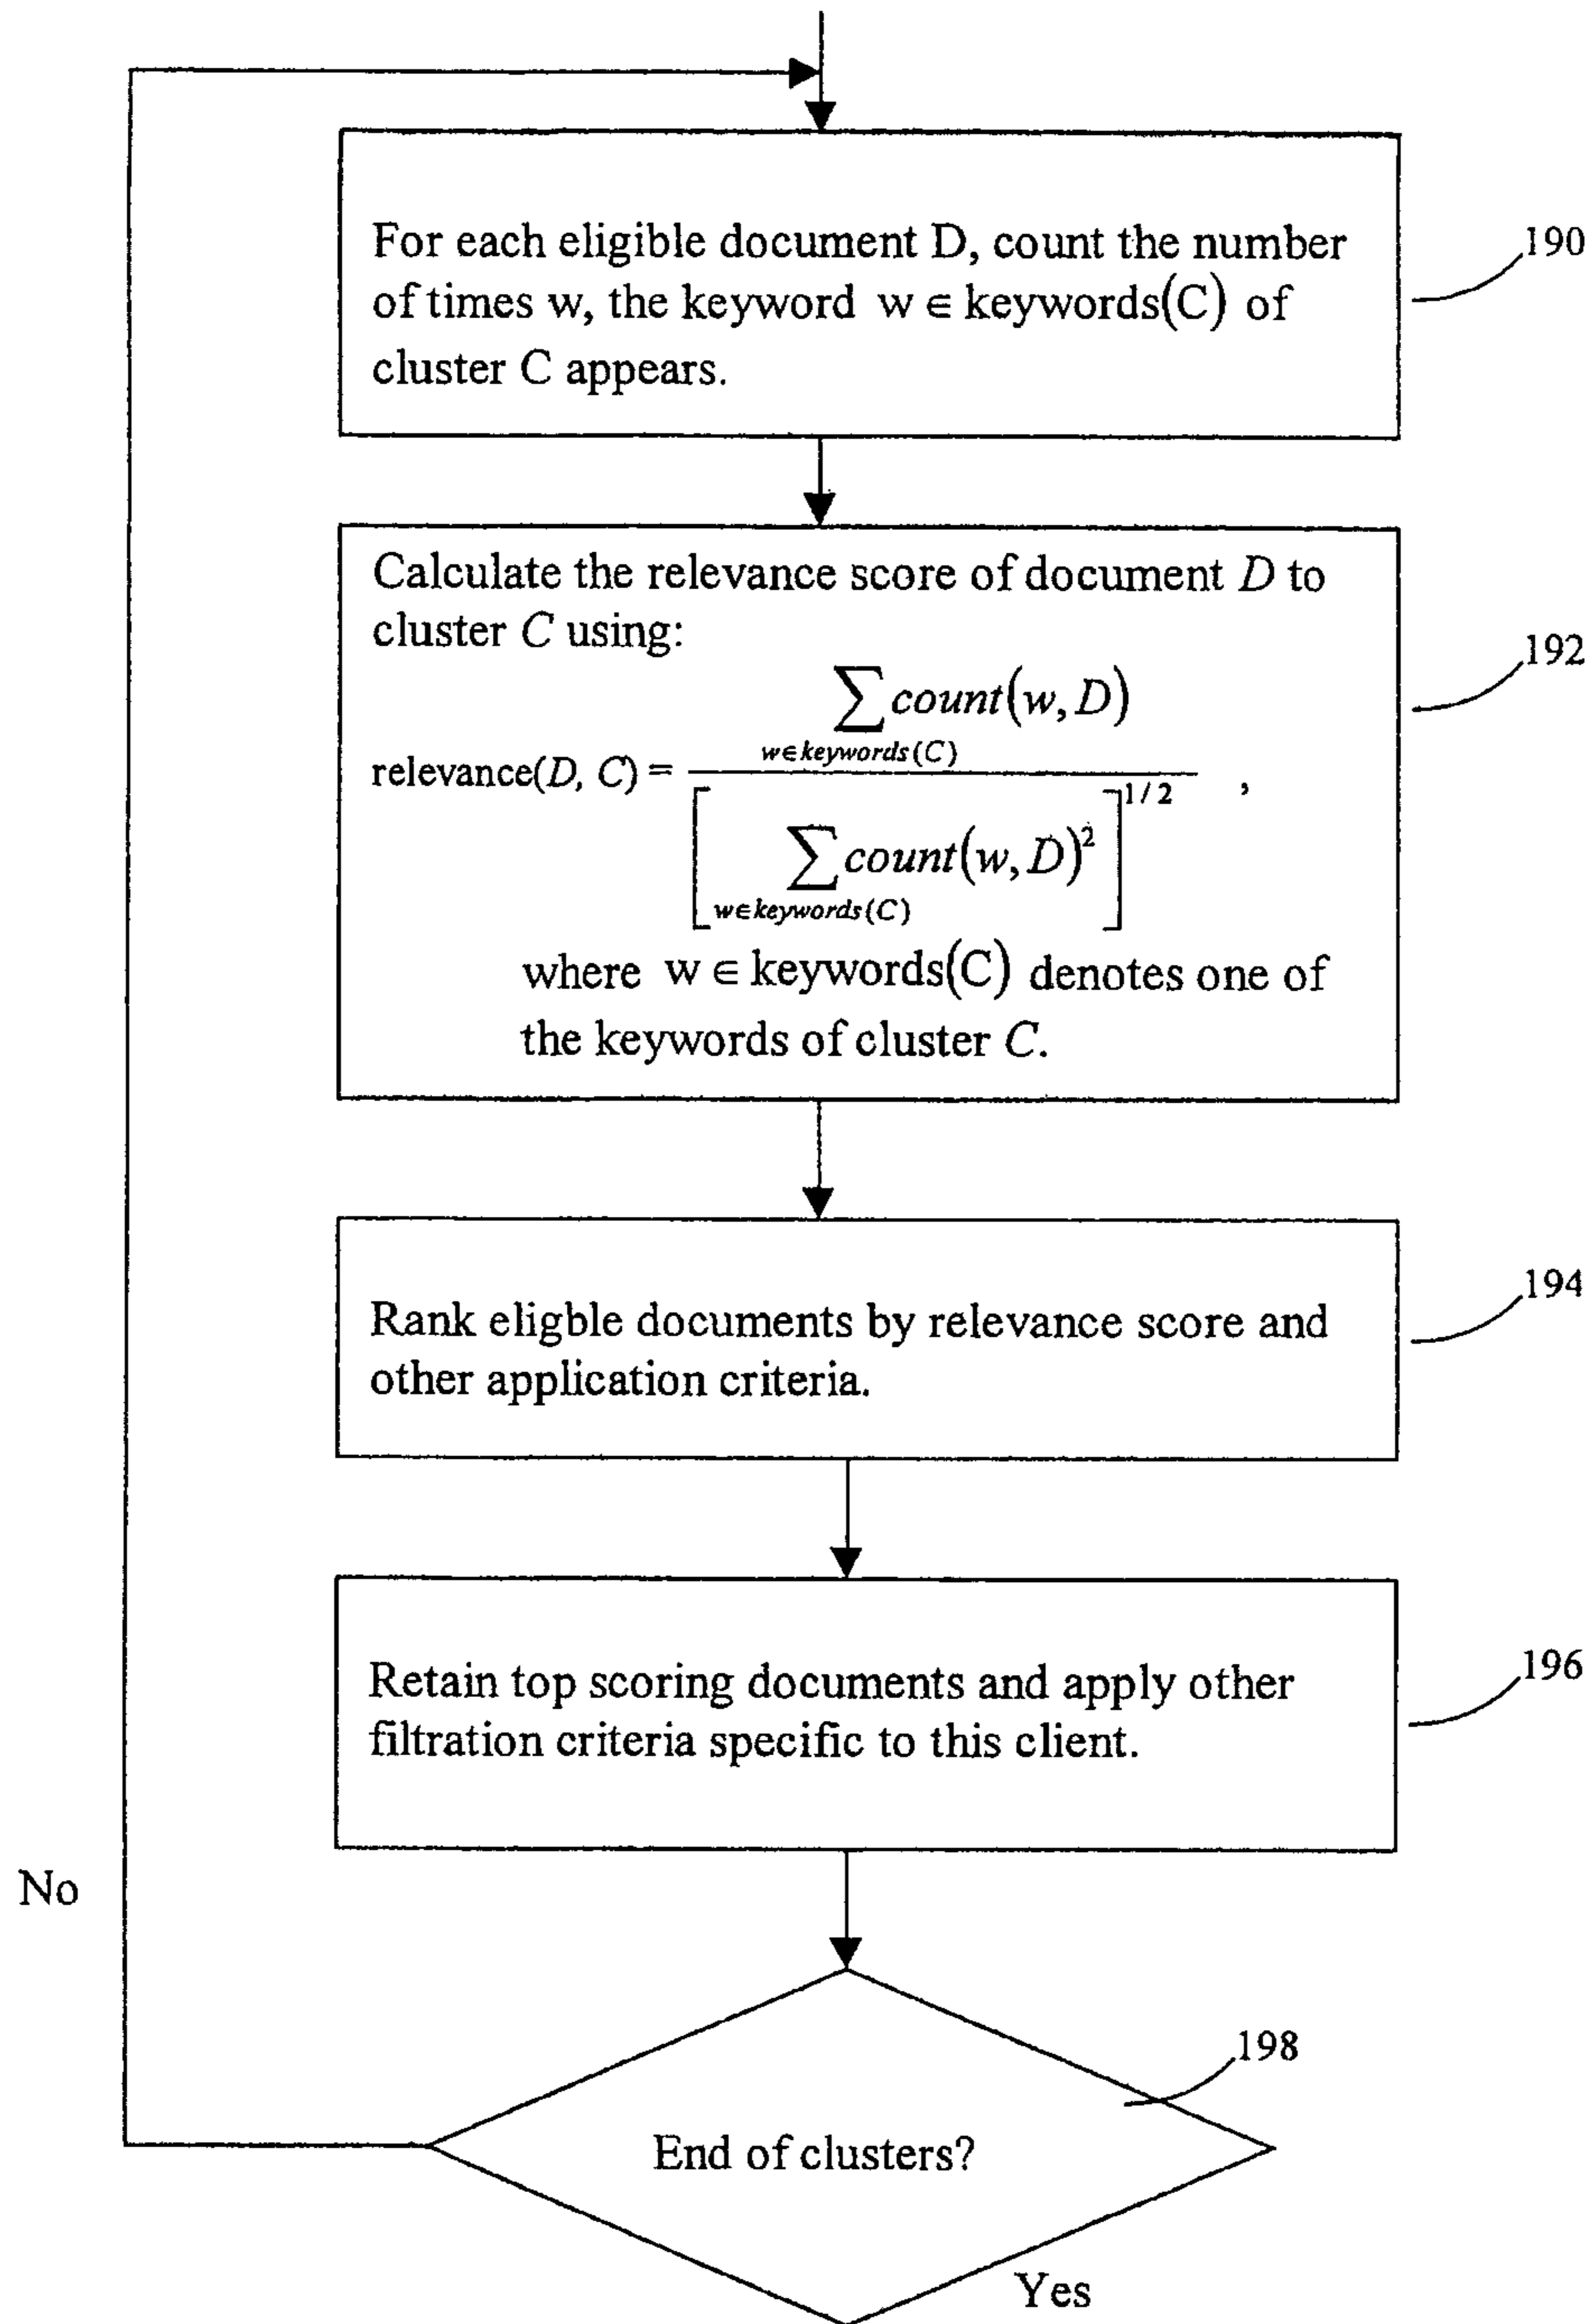 For each eligible document D, count the number
of times w, the keyword w ∈ keywords(C) of
cluster C appears.
190
Calculate the relevance score of document D to
cluster C using:
relevance(D, C) = \frac{\sum_{w∈keywords(C)} count(w, D)}{[\sum_{w∈keywords(C)} count(w, D)^2]^{1/2}} ,
where w ∈ keywords(C) denotes one of
the keywords of cluster C.
192
Rank eligble documents by relevance score and
other application criteria.
194
Retain top scoring documents and apply other
filtration criteria specific to this client.
196
No
198
End of clusters?
Yes